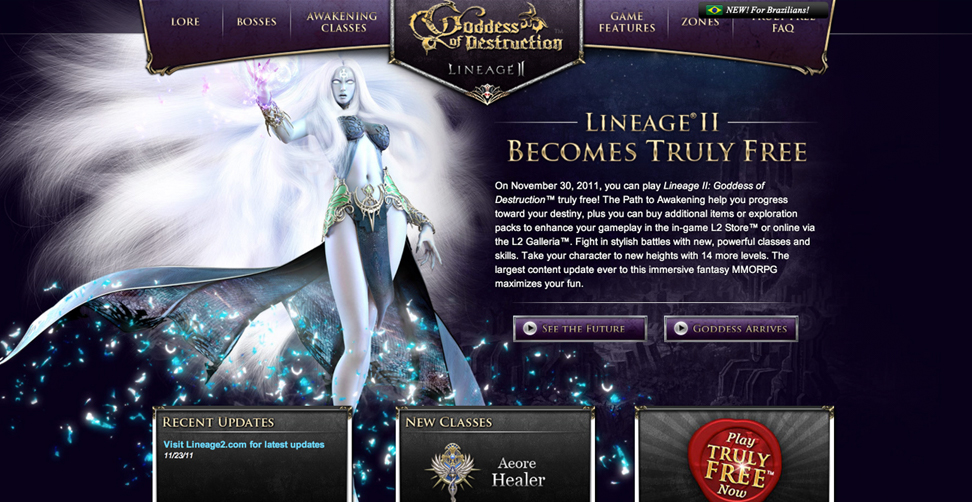 NEW! For Brazilians!
LORE
BOSSES
AWAKENING
CLASSES
Goddess
of Destruction™
LINEAGE II
GAME
FEATURES
ZONES
TRULY FREE
FAQ
LINEAGE® II
BECOMES TRULY FREE
On November 30, 2011, you can play Lineage II: Goddess of
Destruction™ truly free! The Path to Awakening help you progress
toward your destiny, plus you can buy additional items or exploration
packs to enhance your gameplay in the in-game L2 Store™ or online via
the L2 Galleria™. Fight in stylish battles with new, powerful classes and
skills. Take your character to new heights with 14 more levels. The
largest content update ever to this immersive fantasy MMORPG
maximizes your fun.
SEE THE FUTURE
GODDESS ARRIVES
RECENT UPDATES
Visit Lineage2.com for latest updates
11/23/11
NEW CLASSES
Aeore
Healer
Play
TRULY
FREE™
Now